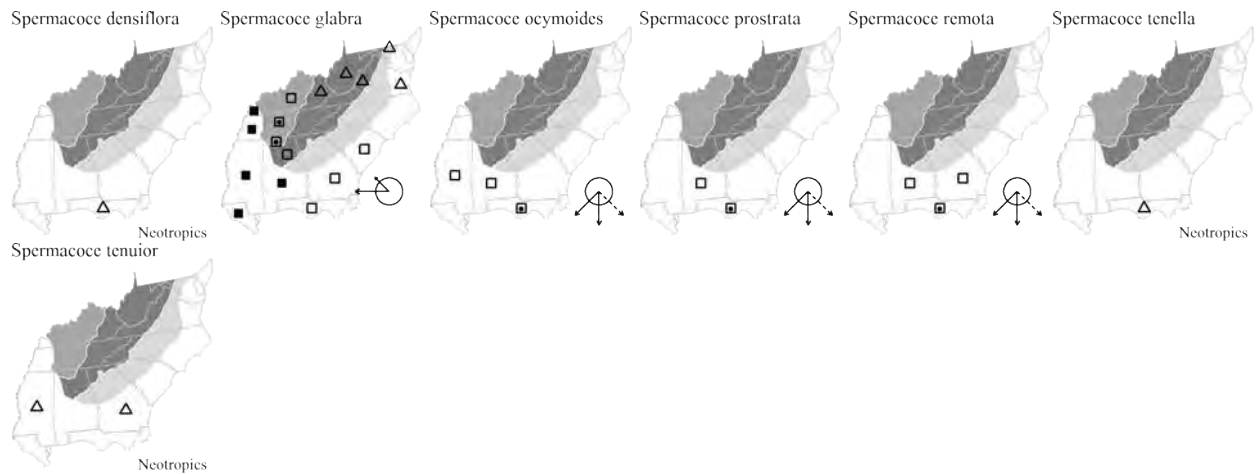 Spermacoce densiflora
Spermacoce glabra
Spermacoce ocymoides
Spermacoce prostrata
Spermacoce remota
Spermacoce tenella
Neotropics
Neotropics
Spermacoce tenuior
Neotropics